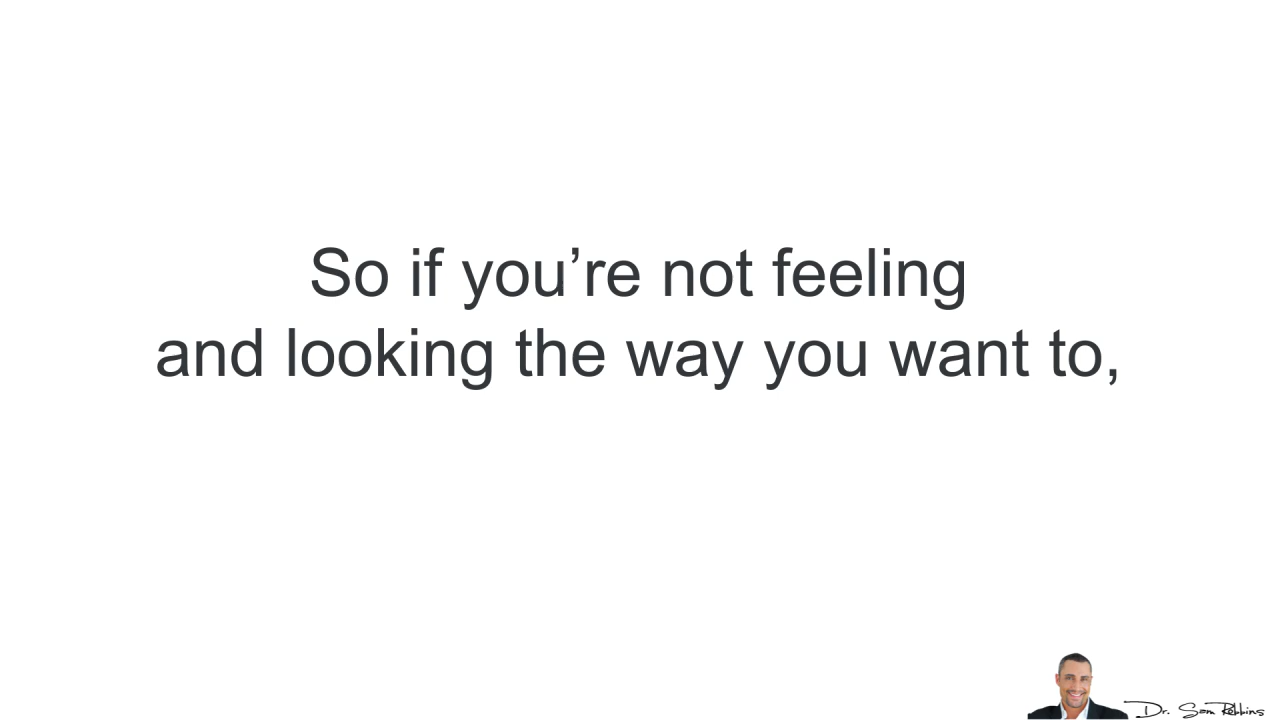 So if you’re not feeling
and looking the way you want to,
Dr. Sam Robbins